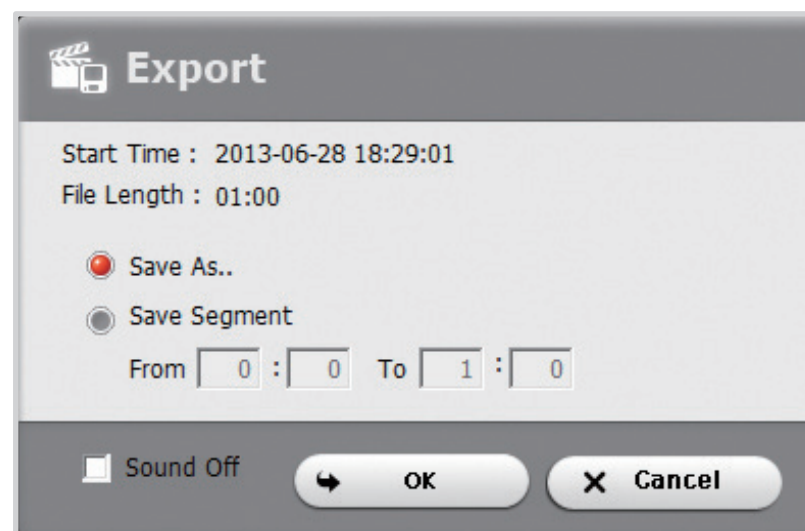 Export
Start Time : 2013-06-28 18:29:01
File Length : 01:00
Save As..
Save Segment
From 0 : 0 To 1 : 0
Sound Off OK Cancel